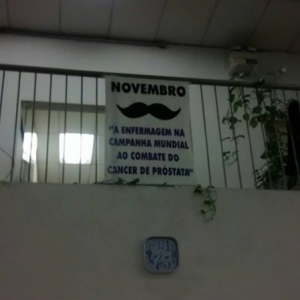 NOVEMBRO
"A ENFERMAGEM NA
CAMPANHA MUNDIAL
AO COMBATE DO
CANCER DE PRÓSTATA"